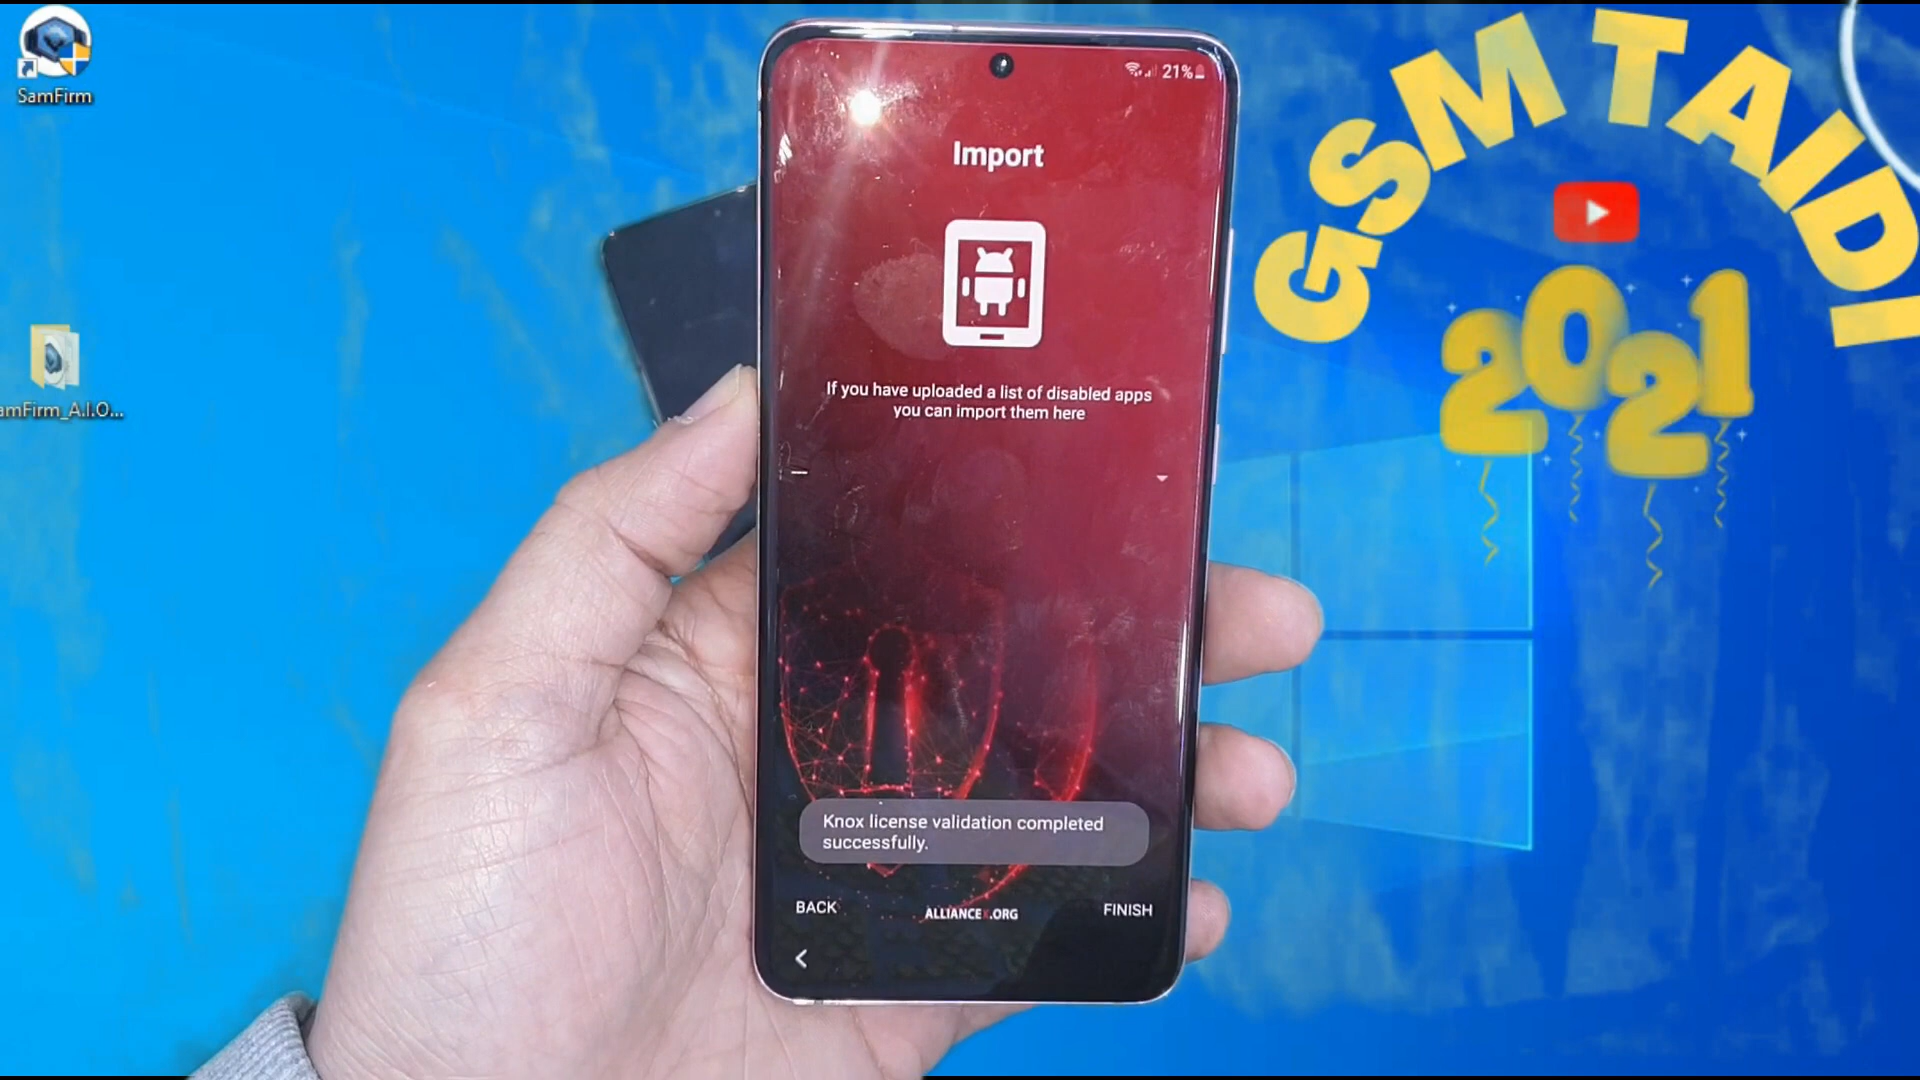 SamFirm
amFirm_A.I.O...
21%
Import
If you have uploaded a list of disabled apps
you can import them here
Knox license validation completed
successfully.
BACK
ALLIANCEX.ORG
FINISH
GSM TAIDI
2021